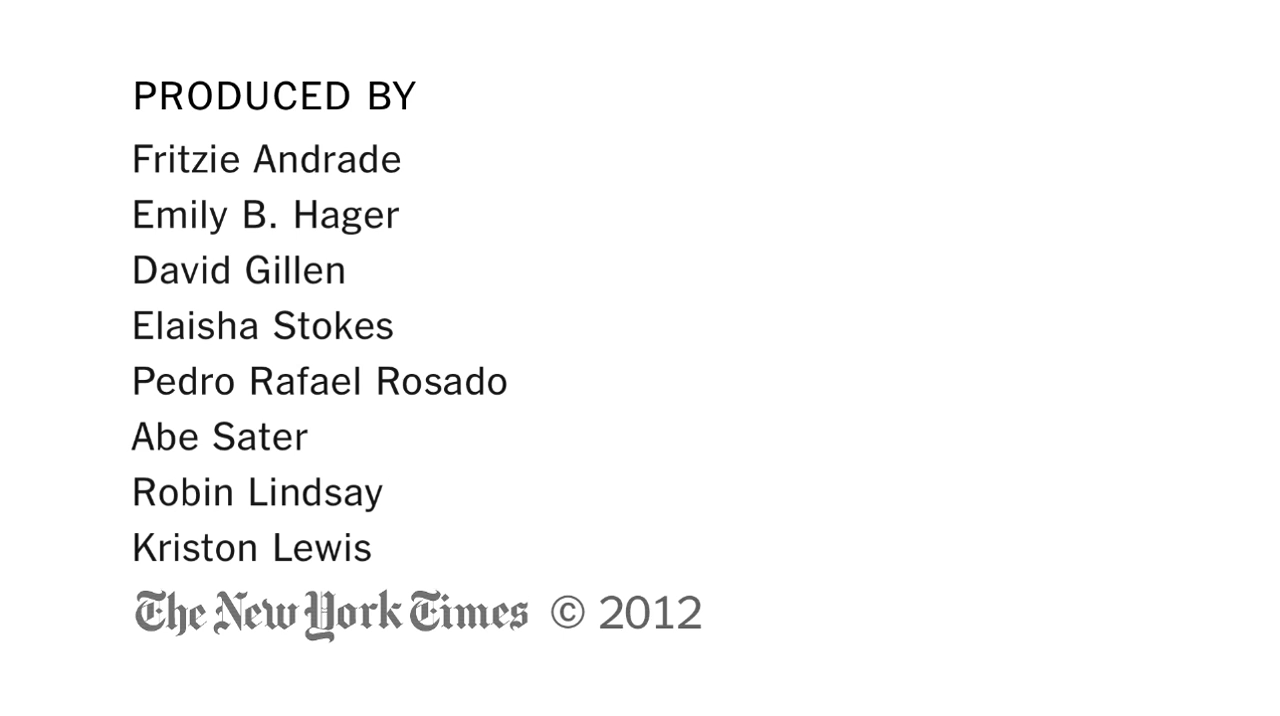 PRODUCED BY
Fritzie Andrade
Emily B. Hager
David Gillen
Elaisha Stokes
Pedro Rafael Rosado
Abe Sater
Robin Lindsay
Kriston Lewis
The New York Times © 2012